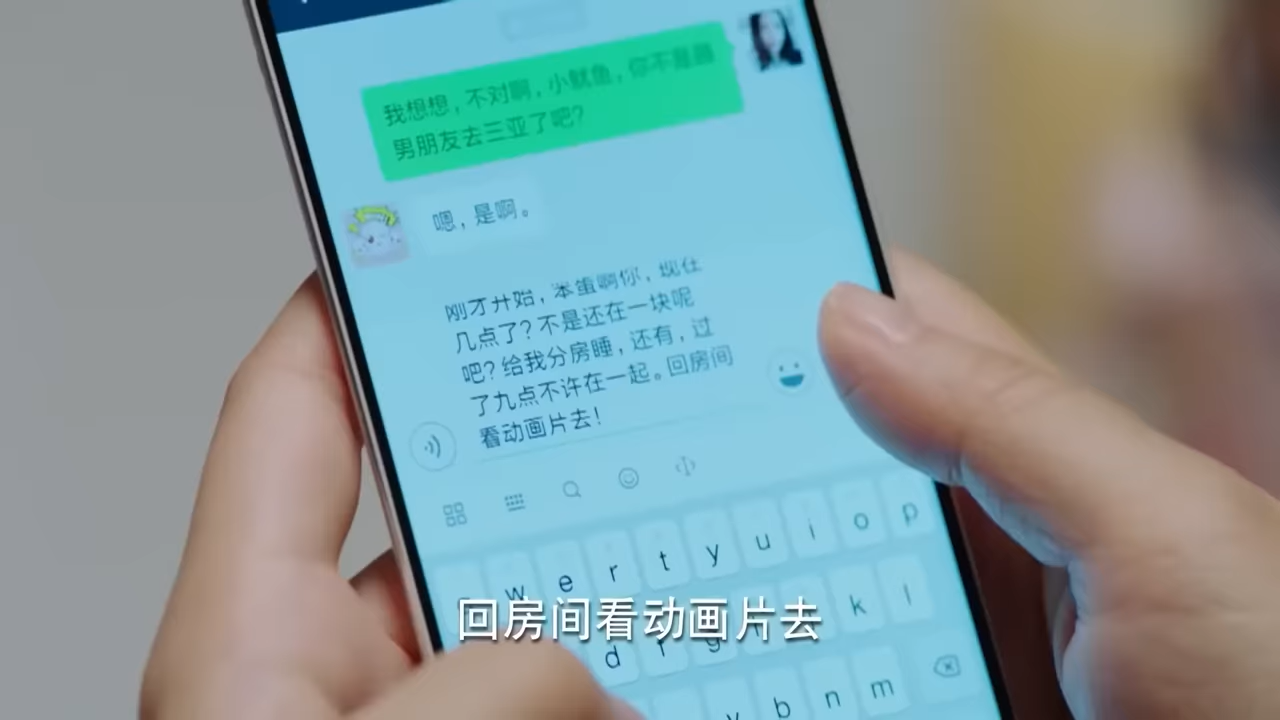 我想想，不对啊，小鱿鱼，你不是跟
男朋友去三亚了吧？
嗯，是啊。
刚才开始，笨蛋啊你，现在
几点了？不是还在一块呢
吧？给我分房睡，还有，过
了九点不许在一起。回房间
看动画片去！
w e r t y u i o p
d f g k l
v b n m
回房间看动画片去